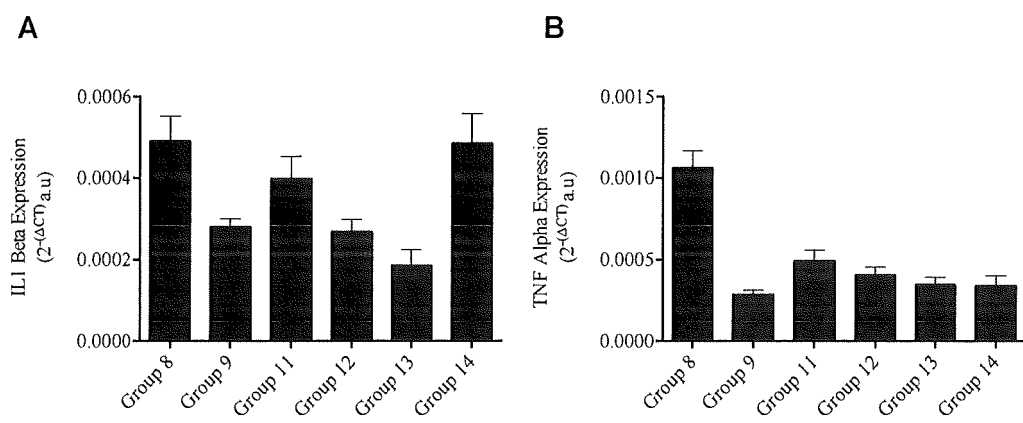 A
IL1 Beta Expression
(2-(ΔCT) a.u)
0.0006
0.0004
0.0002
0.0000
Group 8
Group 9
Group 11
Group 12
Group 13
Group 14
B
TNF Alpha Expression
(2-(ΔCT) a.u)
0.0015
0.0010
0.0005
0.0000
Group 8
Group 9
Group 11
Group 12
Group 13
Group 14